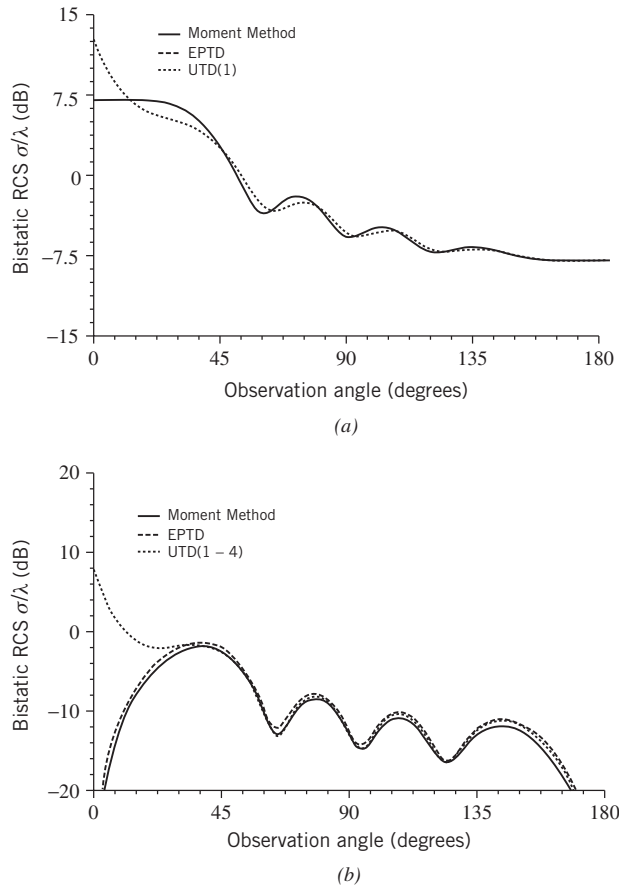 15
7.5
0
−7.5
−15
Bistatic RCS σ/λ (dB)
Moment Method
EPTD
UTD(1)
0
45
90
135
180
Observation angle (degrees)
(a)
20
10
0
−10
−20
Bistatic RCS σ/λ (dB)
Moment Method
EPTD
UTD(1 – 4)
0
45
90
135
180
Observation angle (degrees)
(b)